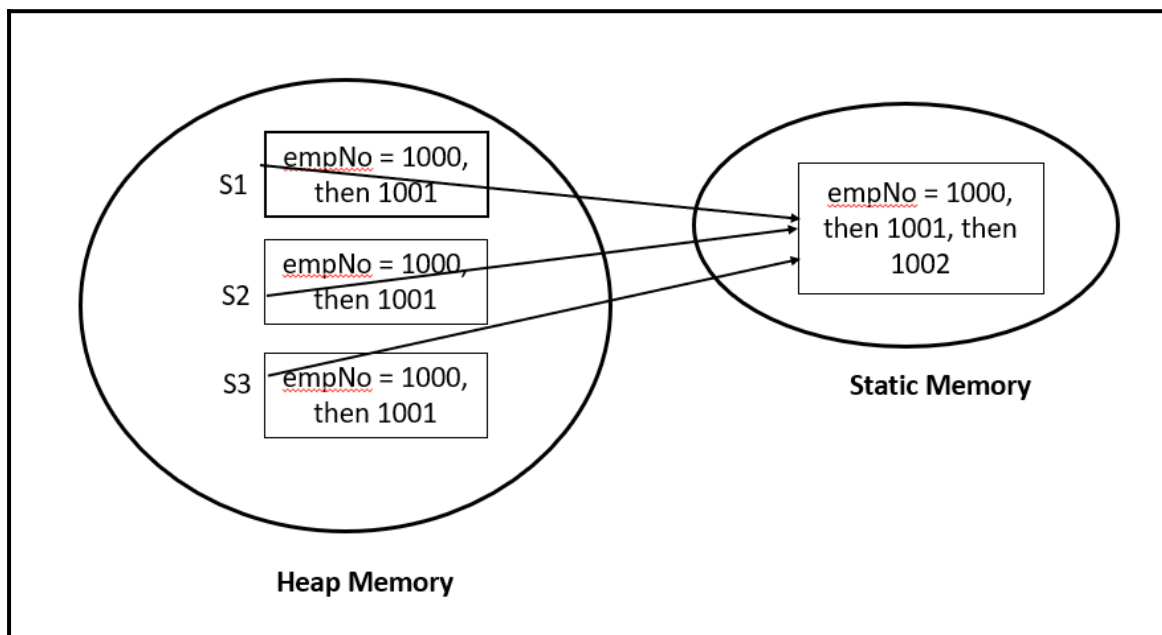 S1
empNo = 1000,
then 1001
S2
empNo = 1000,
then 1001
S3
empNo = 1000,
then 1001
Heap Memory
empNo = 1000,
then 1001, then
1002
Static Memory